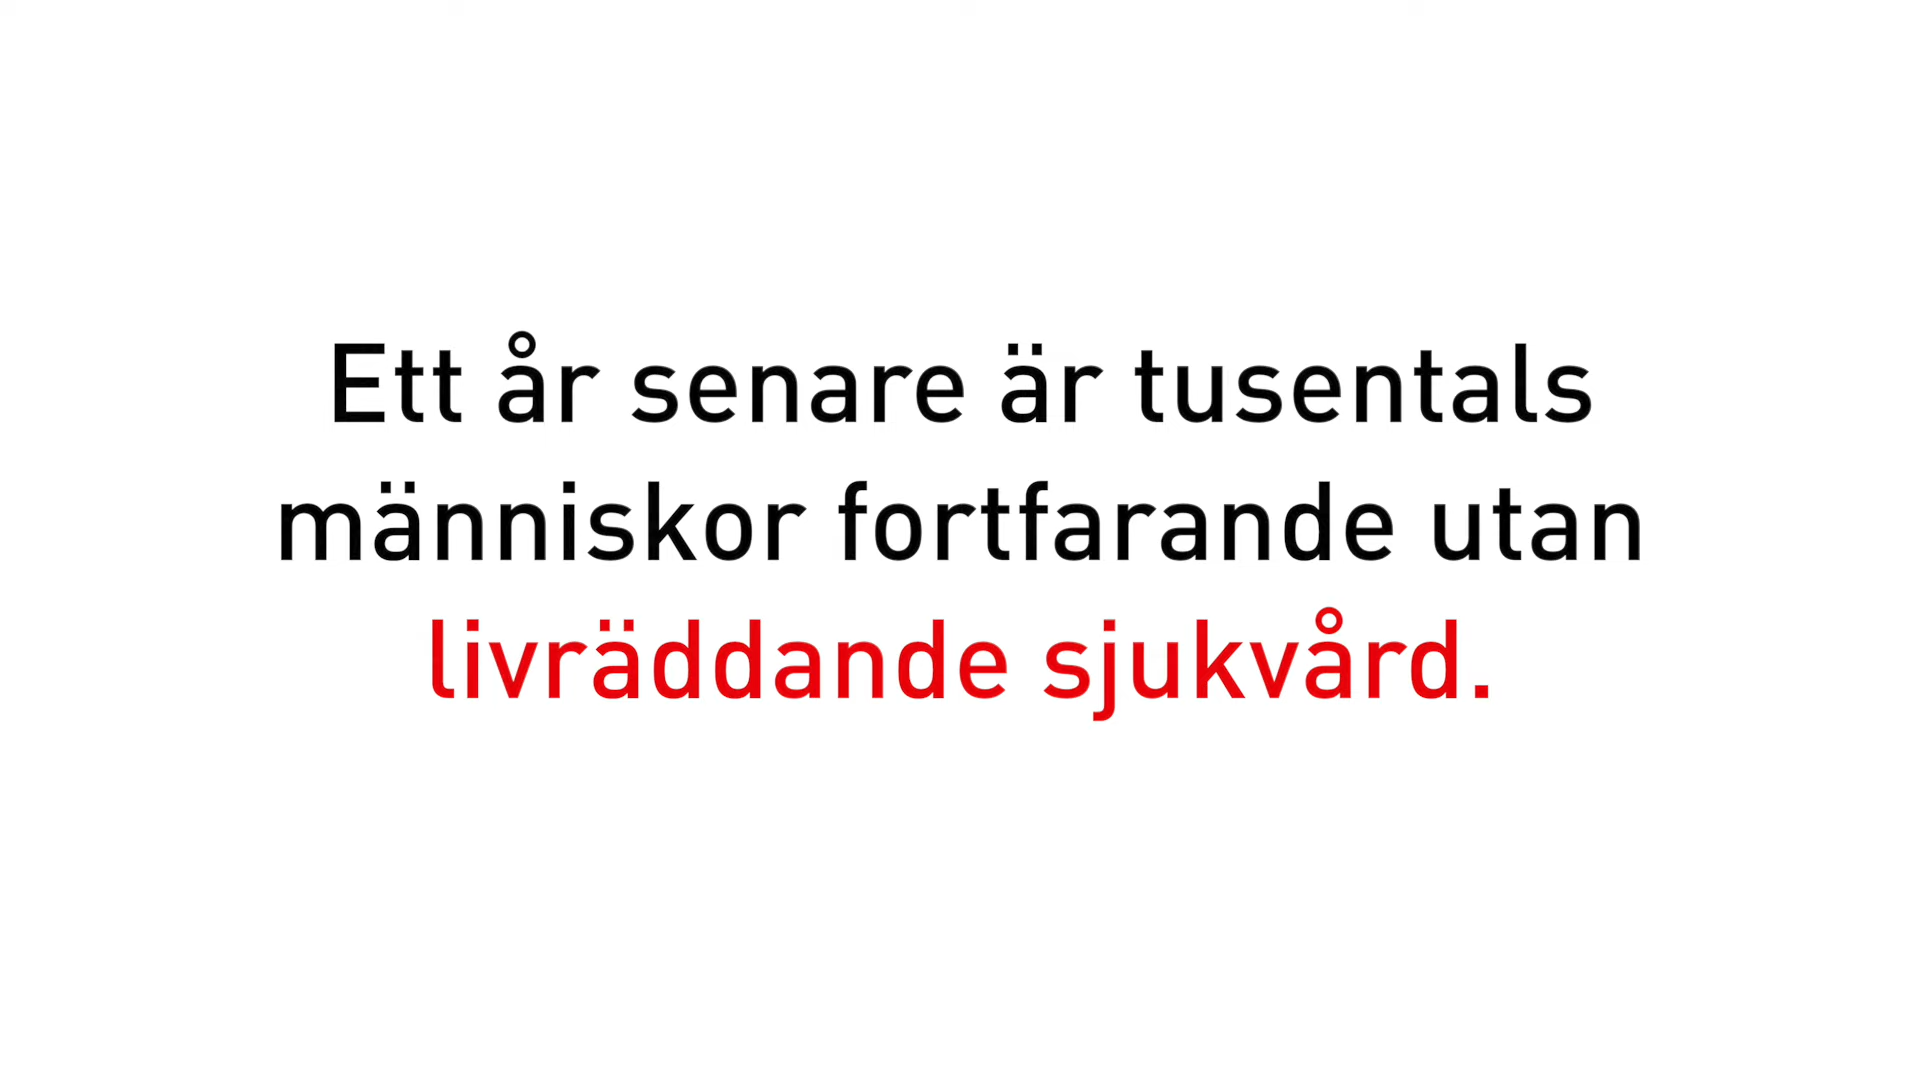 Ett år senare är tusentals
människor fortfarande utan
livräddande sjukvård.